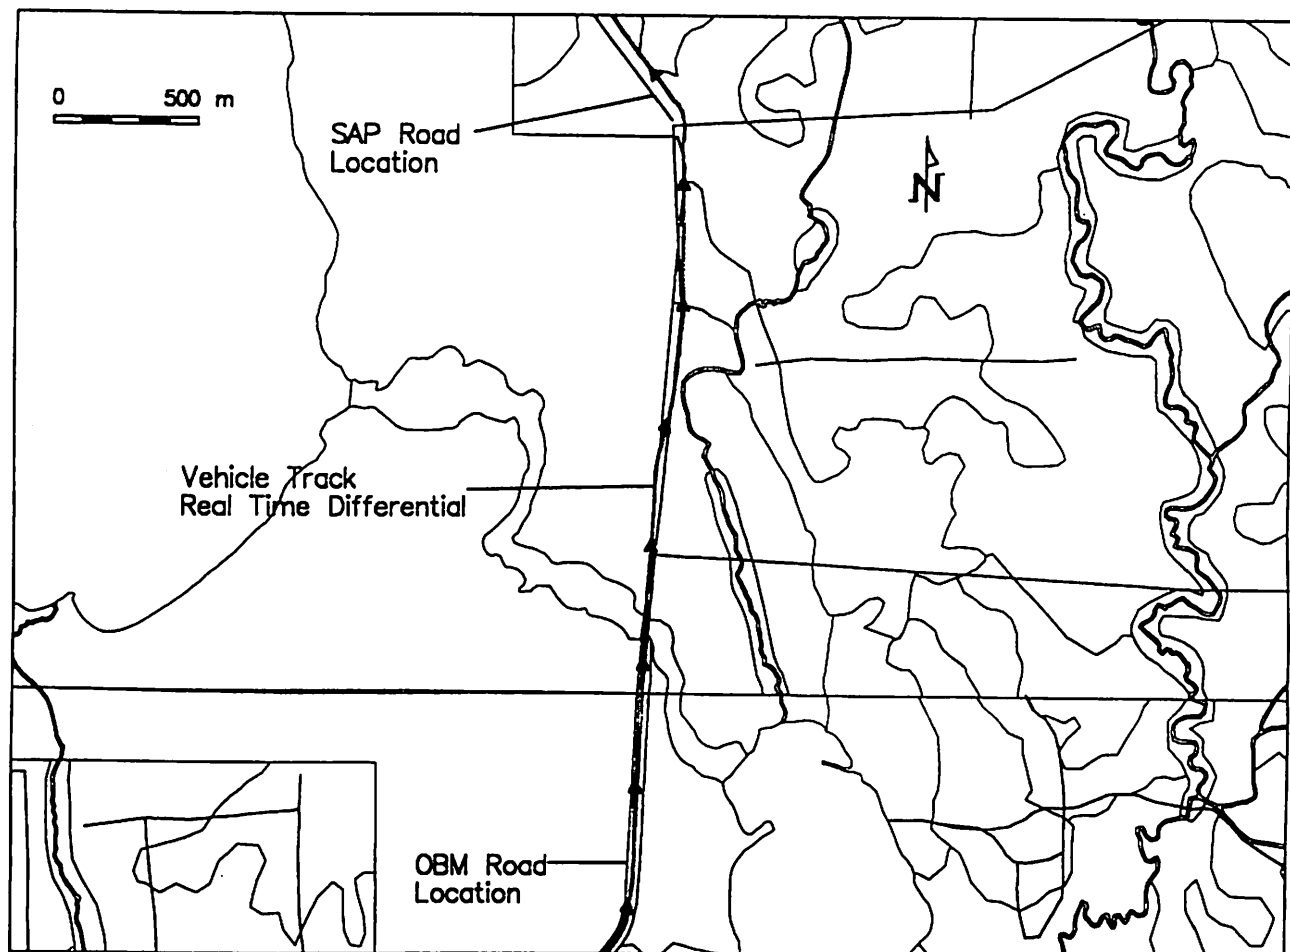 0 500 m
SAP Road
Location
N
Vehicle Track
Real Time Differential
OBM Road
Location